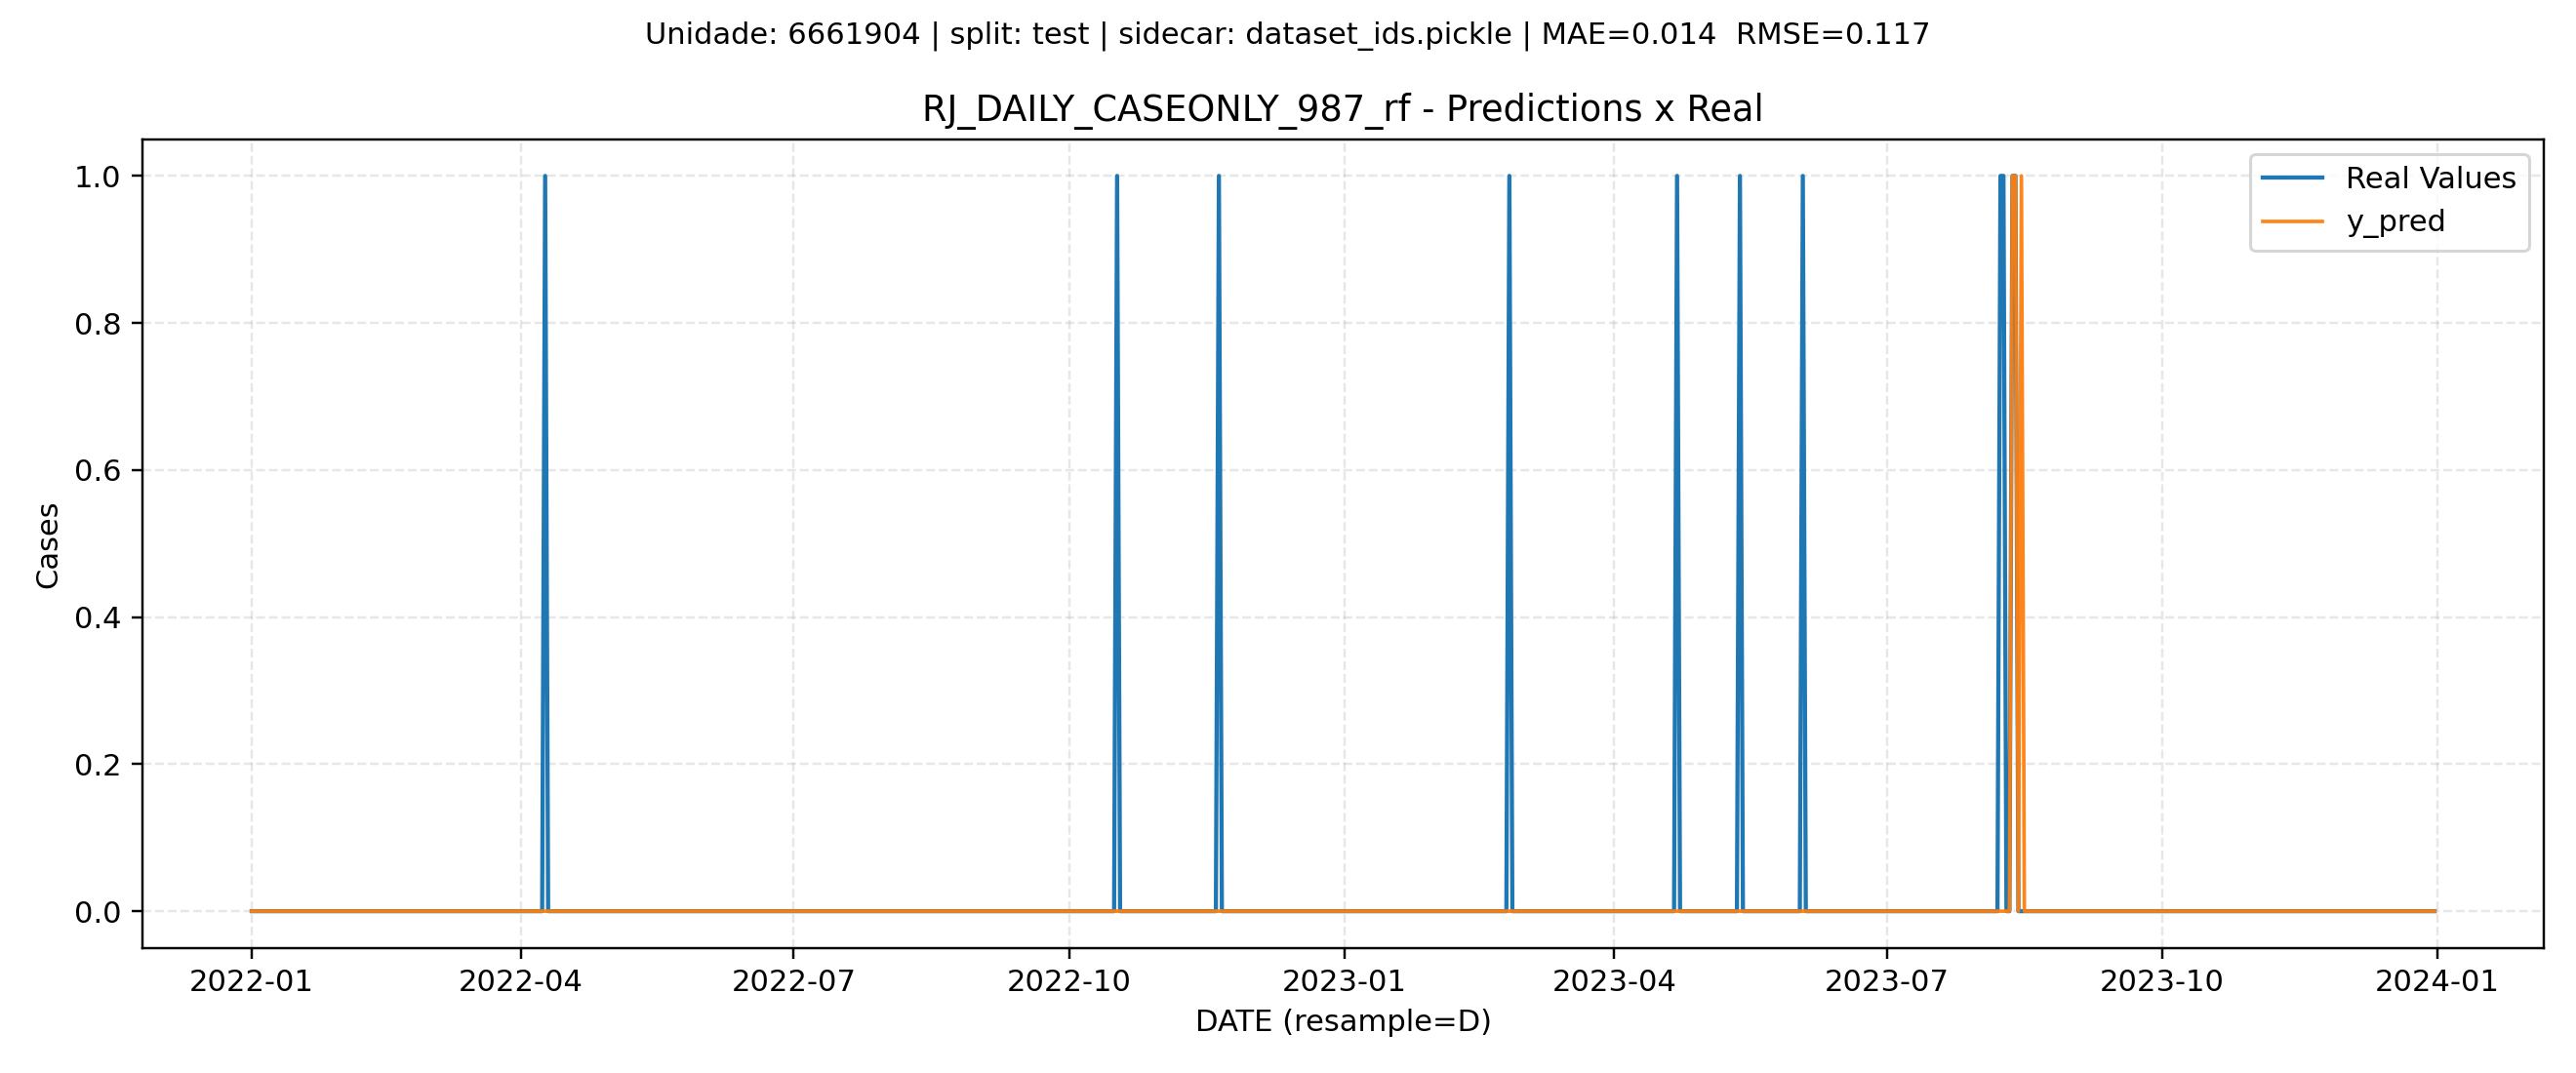 Unidade: 6661904 | split: test | sidecar: dataset_ids.pickle | MAE=0.014  RMSE=0.117
RJ_DAILY_CASEONLY_987_rf - Predictions x Real
Real Values
y_pred
1.0
0.8
0.6
0.4
0.2
0.0
Cases
2022-01 2022-04 2022-07 2022-10 2023-01 2023-04 2023-07 2023-10 2024-01
DATE (resample=D)